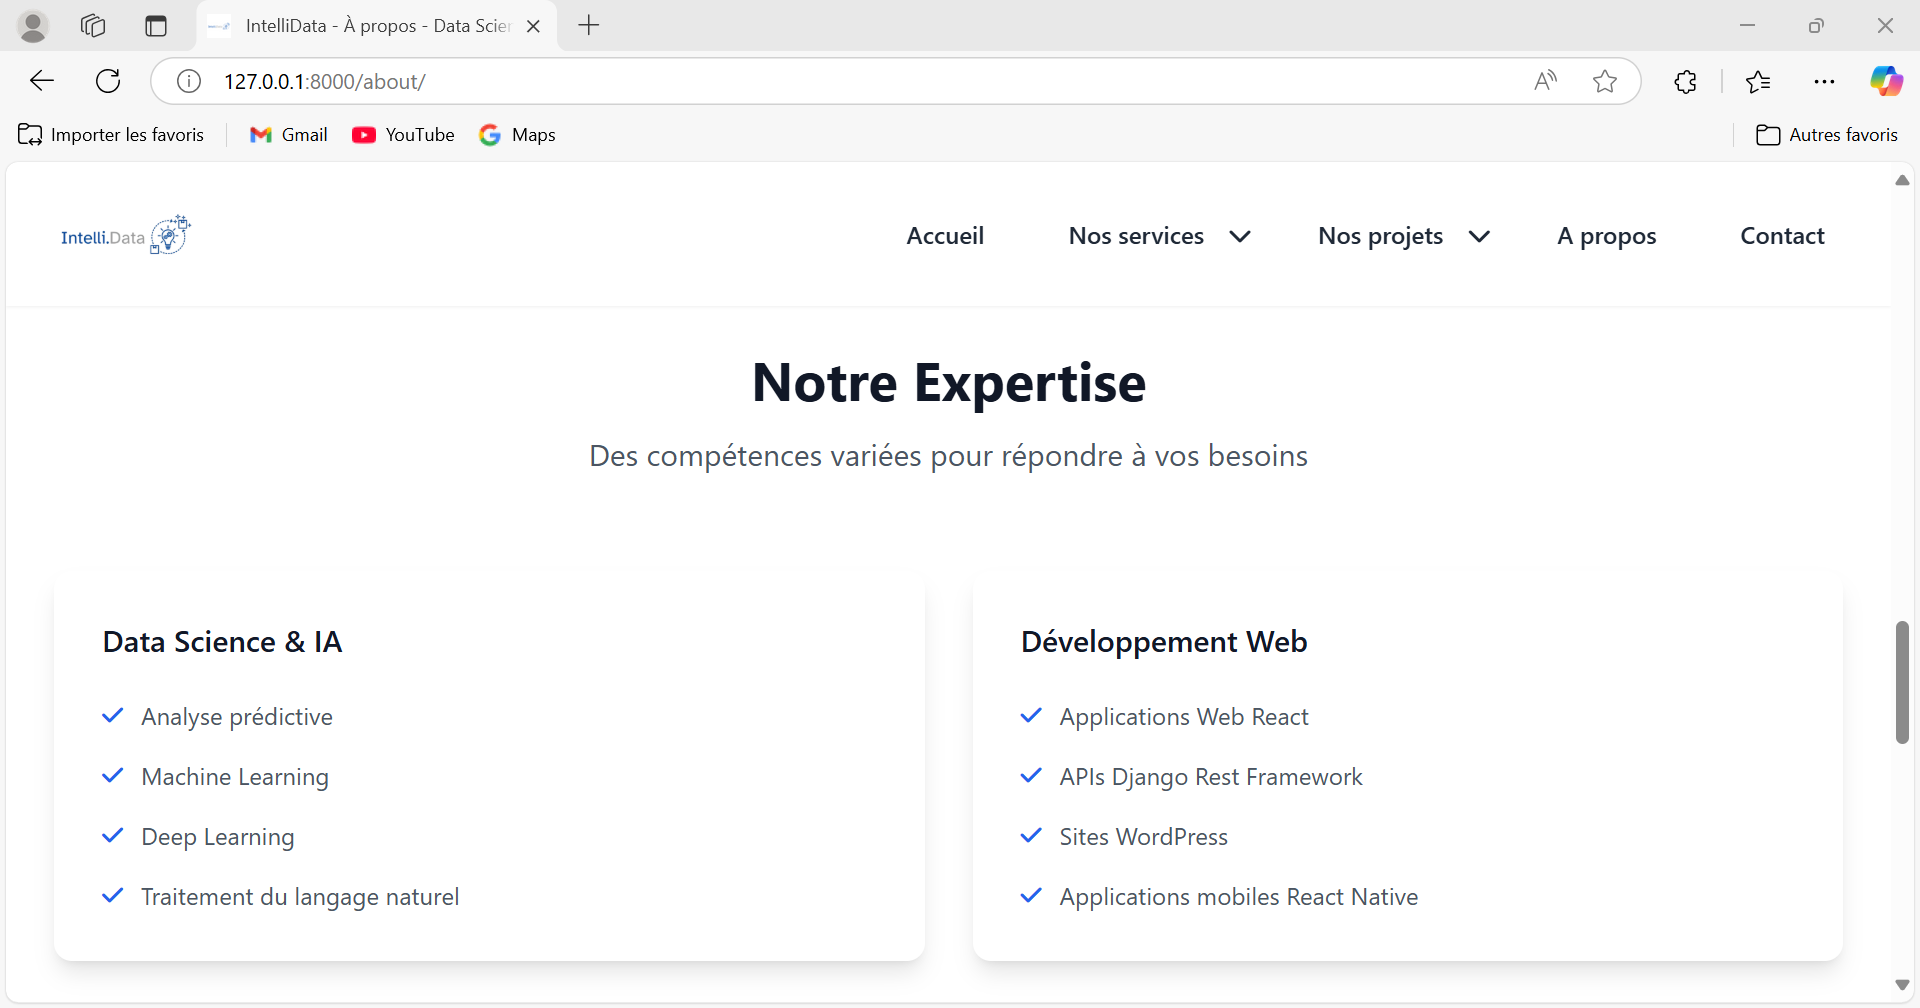 IntelliData - À propos - Data Scien
127.0.0.1:8000/about/
Importer les favoris
Gmail
YouTube
Maps
Autres favoris
Intelli.Data
Accueil
Nos services
Nos projets
A propos
Contact
Notre Expertise
Des compétences variées pour répondre à vos besoins
Data Science & IA
Analyse prédictive
Machine Learning
Deep Learning
Traitement du langage naturel
Développement Web
Applications Web React
APIs Django Rest Framework
Sites WordPress
Applications mobiles React Native